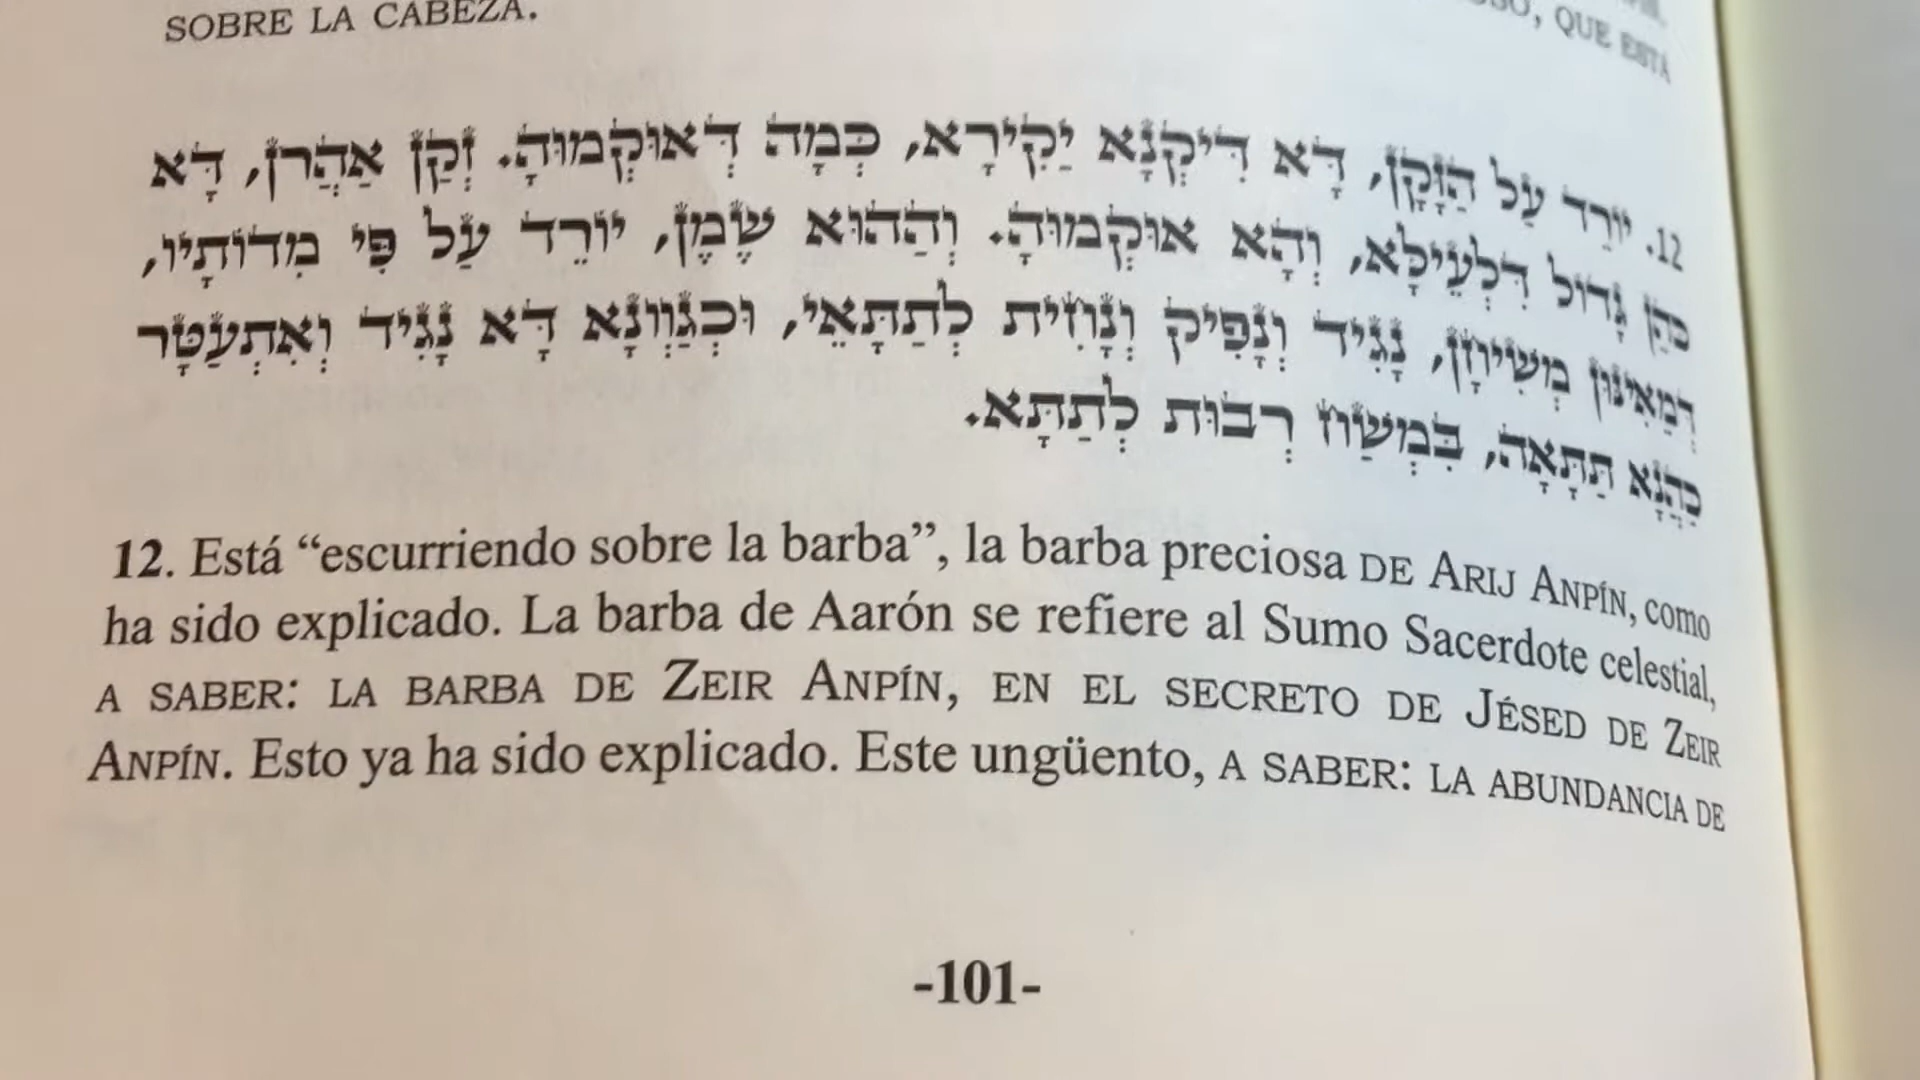 SOBRE LA CABEZA.
, QUE ESTÁ
12. יוֹרֵד עַל הַזָּקָן, דָּא דִּיקְנָא יַקִּירָא, כְּמָה דְּאוּקְמוּהָ. זְקַן אַהֲרֹן, דָּא
כֹּהֵן גָּדוֹל דִּלְעֵילָּא, וְהָא אוּקְמוּהָ. וְהַהוּא שֶׁמֶן, יוֹרֵד עַל פִּי מִדּוֹתָיו,
דְּמֵאִינּוּן מְשִׁיחָן, נָגִיד וְנָפִיק וְנָחִית לְתַתָּאֵי, וּכְגַּוְונָא דָּא נָגִיד וְאִתְעַטָּר
כַּהֲנָא תַּתָּאָה, בִּמְשַׁח רְבוּת לְתַתָּא.
12. Está “escurriendo sobre la barba”, la barba preciosa DE ARIJ ANPÍN, como
ha sido explicado. La barba de Aarón se refiere al Sumo Sacerdote celestial,
A SABER: LA BARBA DE ZEIR ANPÍN, EN EL SECRETO DE JÉSED DE ZEIR
ANPÍN. Esto ya ha sido explicado. Este ungüento, A SABER: LA ABUNDANCIA DE
-101-